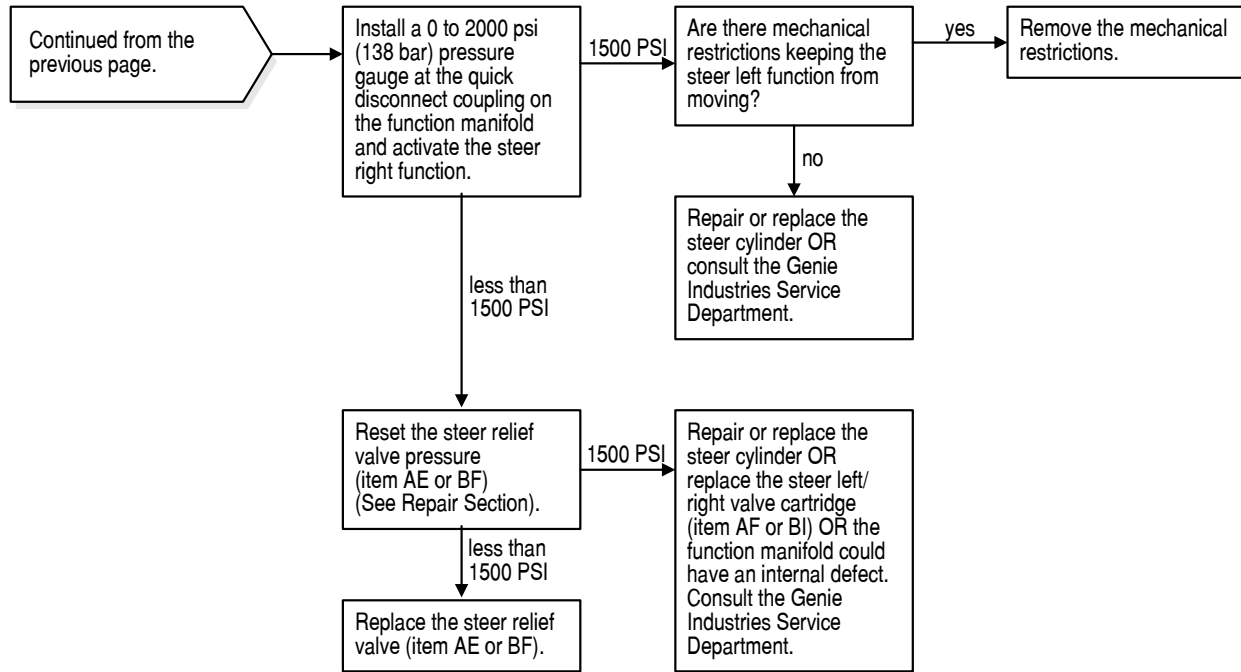 Continued from the
previous page.
Install a 0 to 2000 psi
(138 bar) pressure
gauge at the quick
disconnect coupling on
the function manifold
and activate the steer
right function.
1500 PSI
Are there mechanical
restrictions keeping the
steer left function from
moving?
yes
Remove the mechanical
restrictions.
no
Repair or replace the
steer cylinder OR
consult the Genie
Industries Service
Department.
less than
1500 PSI
Reset the steer relief
valve pressure
(item AE or BF)
(See Repair Section).
1500 PSI
Repair or replace the
steer cylinder OR
replace the steer left/
right valve cartridge
(item AF or BI) OR the
function manifold could
have an internal defect.
Consult the Genie
Industries Service
Department.
less than
1500 PSI
Replace the steer relief
valve (item AE or BF).